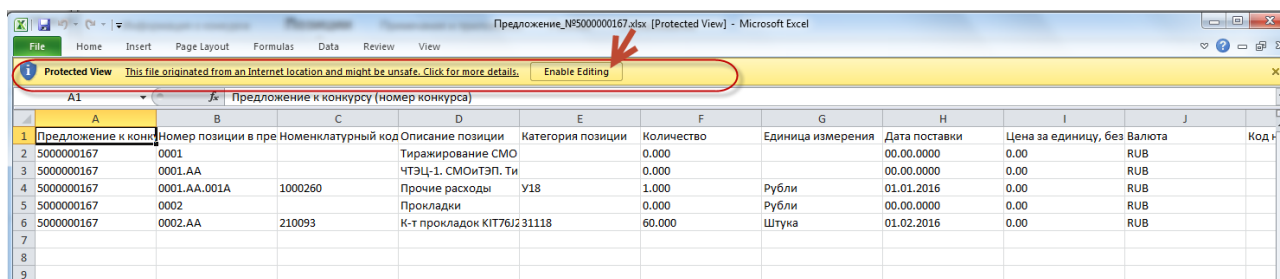 Предложение_№5000000167.xlsx [Protected View] - Microsoft Excel
File Home Insert Page Layout Formulas Data Review View
Protected View This file originated from an Internet location and might be unsafe. Click for more details. Enable Editing
A1 fx Предложение к конкурсу (номер конкурса)
A B C D E F G H I J
1 Предложение к конк Номер позиции в пре Номенклатурный код Описание позиции Категория позиции Количество Единица измерения Дата поставки Цена за единицу, без Валюта Код н
2 5000000167 0001 Тиражирование СМО 0.000 00.00.0000 0.00 RUB
3 5000000167 0001.AA ЧТЭЦ-1. СМОиТЭП. Ти 0.000 00.00.0000 0.00 RUB
4 5000000167 0001.AA.001A 1000260 Прочие расходы У18 1.000 Рубли 01.01.2016 0.00 RUB
5 5000000167 0002 Прокладки 0.000 Рубли 00.00.0000 0.00 RUB
6 5000000167 0002.AA 210093 К-т прокладок KIT76J2 31118 60.000 Штука 01.02.2016 0.00 RUB
7
8
9